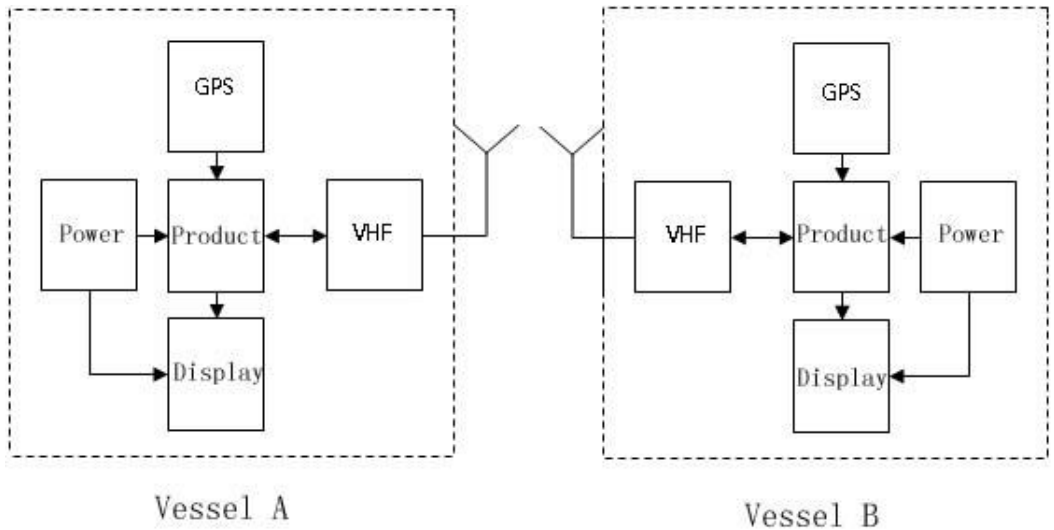 GPS
Power
Product
VHF
Display
Vessel A
GPS
VHF
Product
Power
Display
Vessel B